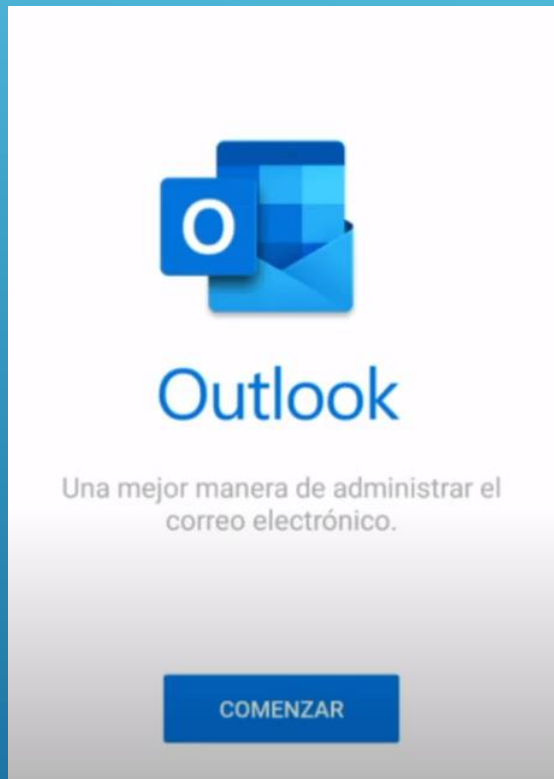 O
Outlook
Una mejor manera de administrar el
correo electrónico.
COMENZAR